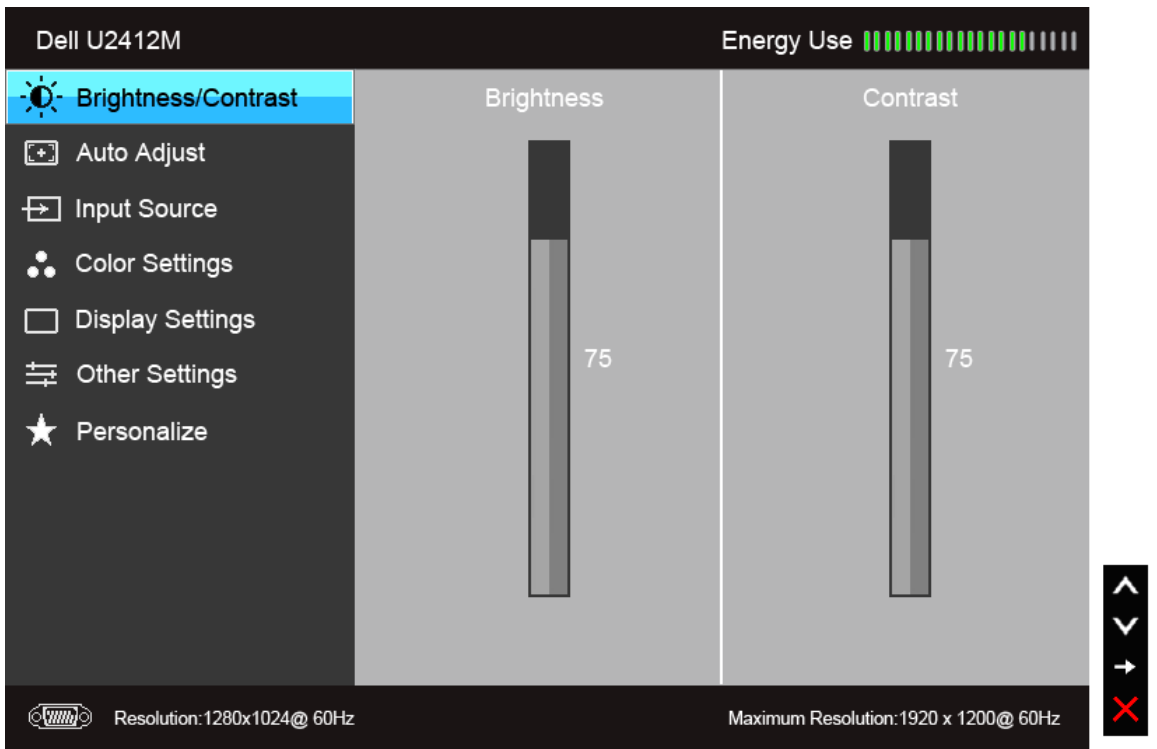 Dell U2412M
Energy Use
Brightness/Contrast
Auto Adjust
Input Source
Color Settings
Display Settings
Other Settings
Personalize
Brightness
Contrast
75
75
Resolution:1280x1024@ 60Hz
Maximum Resolution:1920 x 1200@ 60Hz